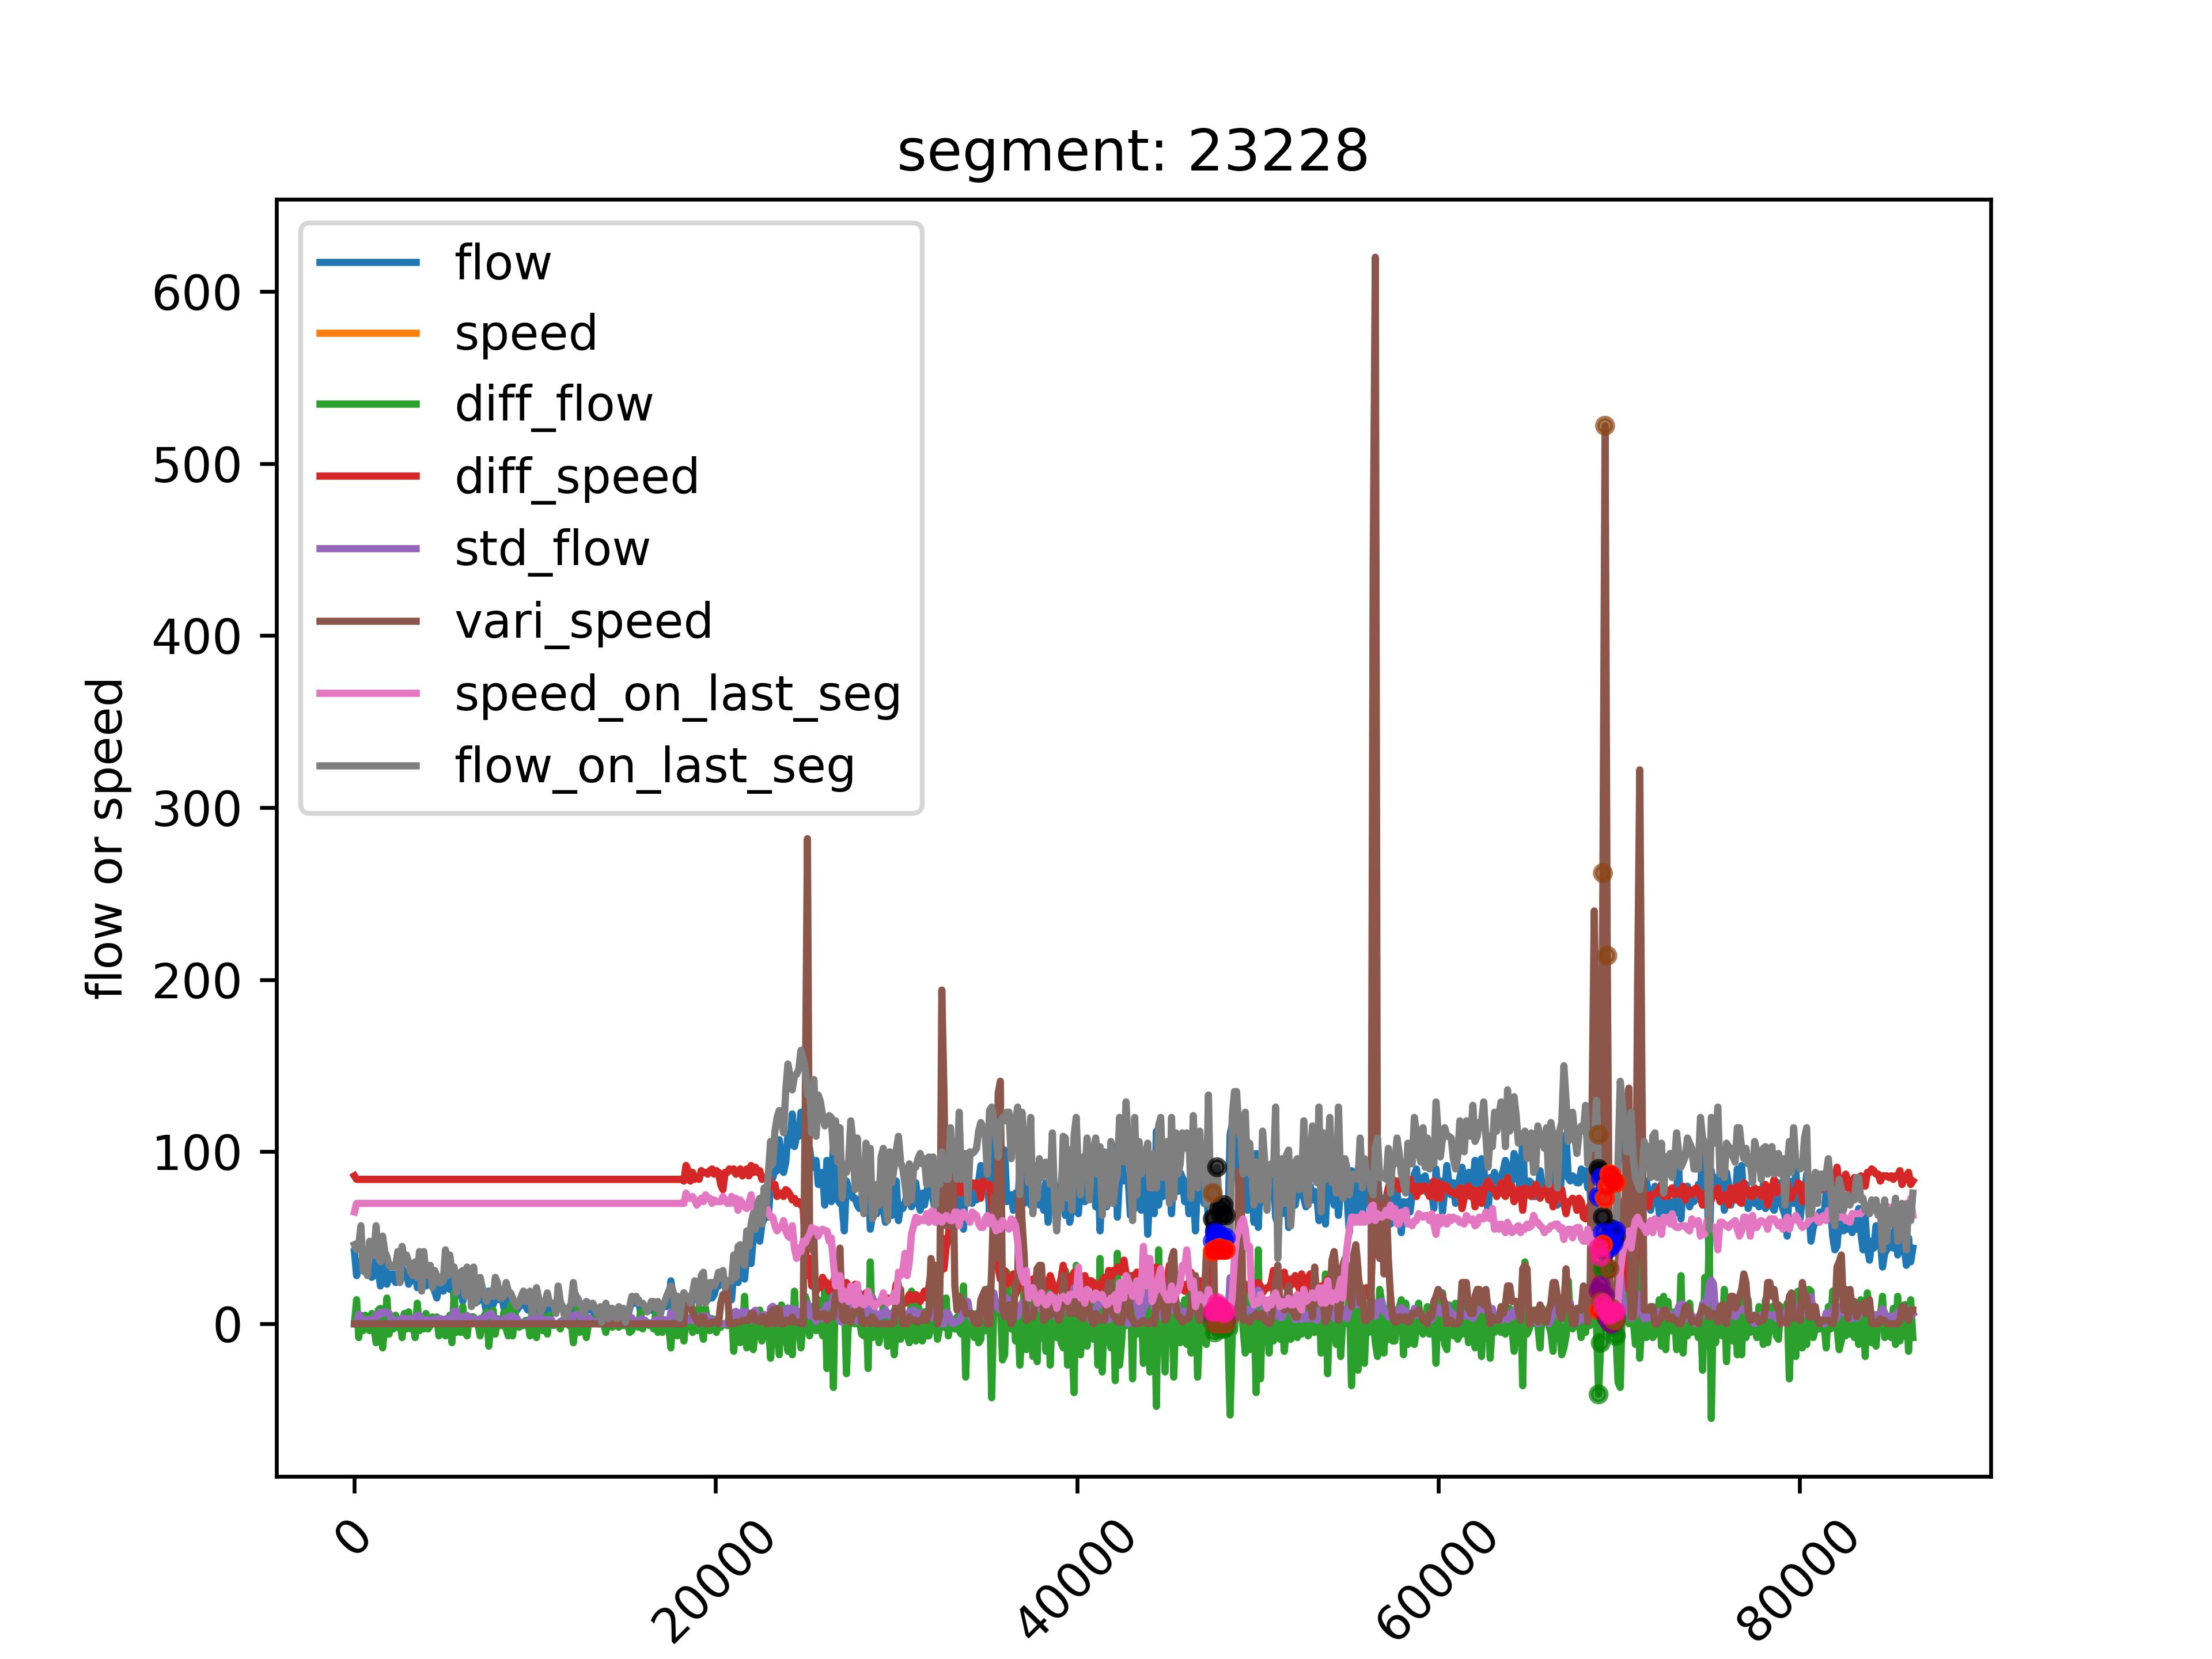 segment: 23228
flow
speed
diff_flow
diff_speed
std_flow
vari_speed
speed_on_last_seg
flow_on_last_seg
flow or speed
600
500
400
300
200
100
0
0
20000
40000
60000
80000